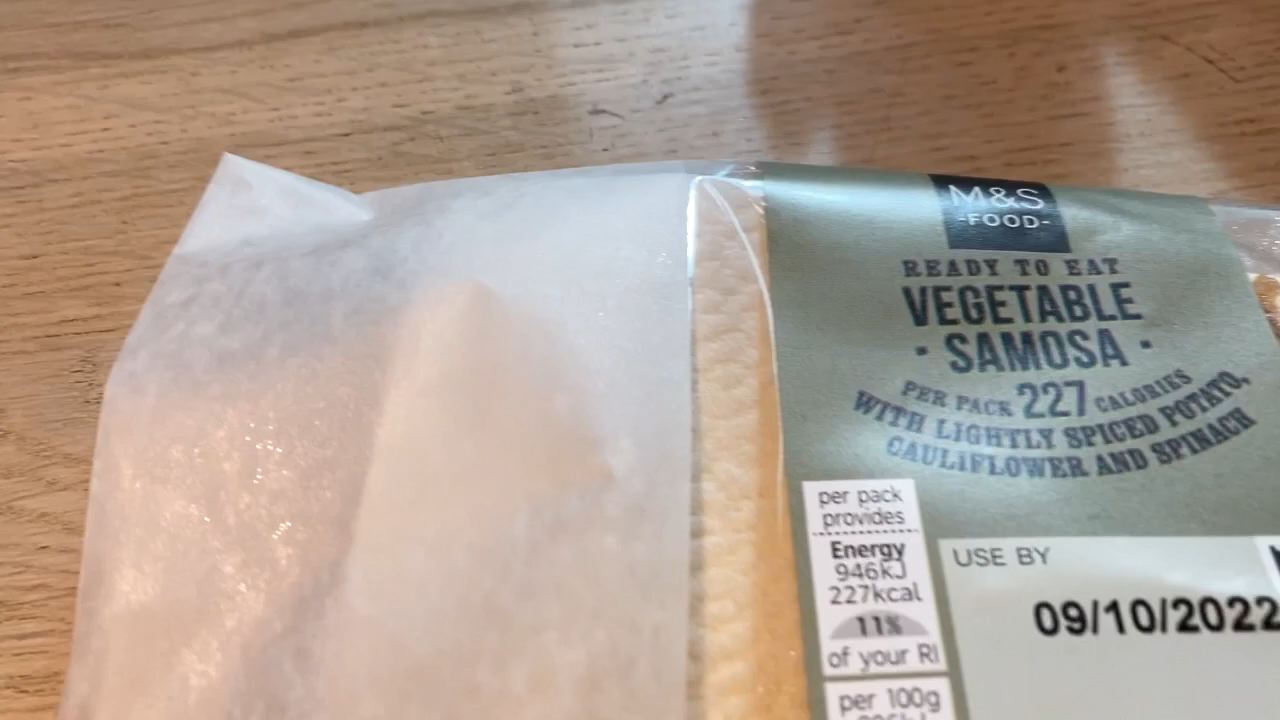 M&S
-FOOD-
READY TO EAT
VEGETABLE
· SAMOSA ·
PER PACK 227 CALORIES
WITH LIGHTLY SPICED POTATO,
CAULIFLOWER AND SPINACH
per pack
provides
Energy
946kJ
227kcal
11%
of your RI
per 100g
USE BY
09/10/2022